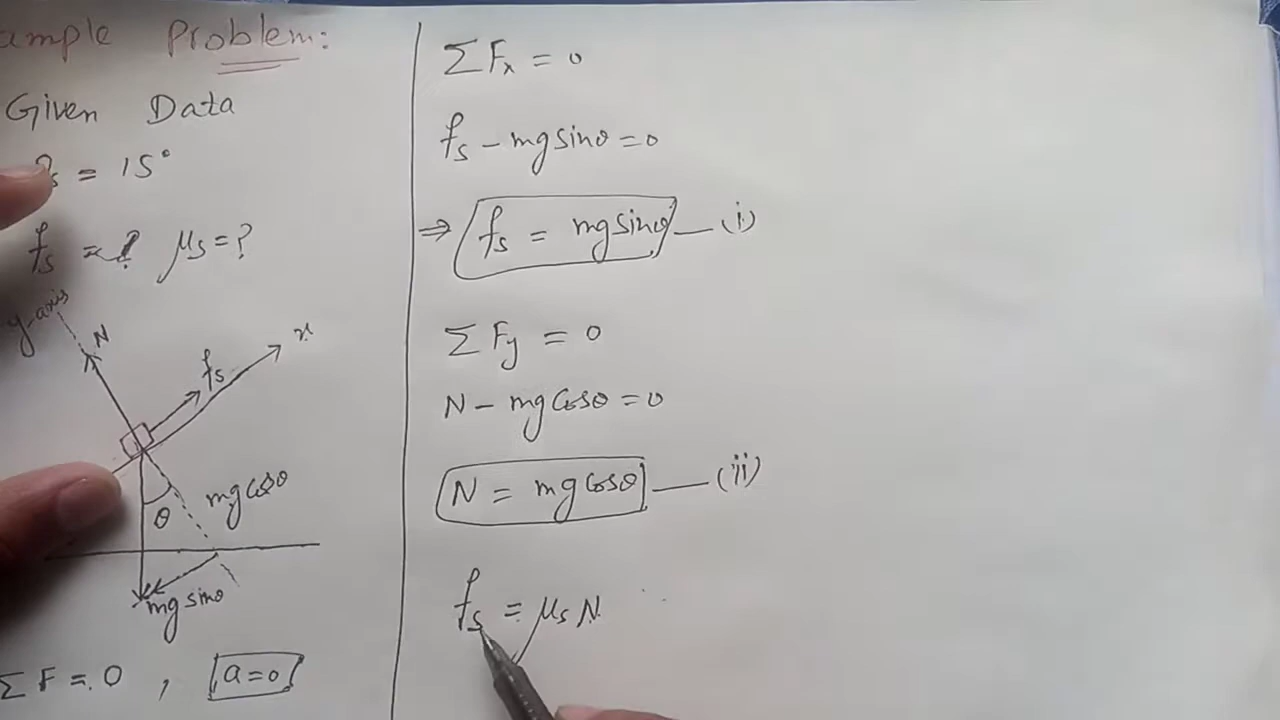 ample Problem:
Given Data
s = 15°
fs = ? μs = ?
y-axis
N
fs
x
θ
mg cosθ
mg sinθ
ΣF = 0 , a = 0
ΣFx = 0
fs - mg sinθ = 0
⇒ fs = mg sinθ — (i)
ΣFy = 0
N - mg Cosθ = 0
N = mg Cosθ — (ii)
fs = μs N